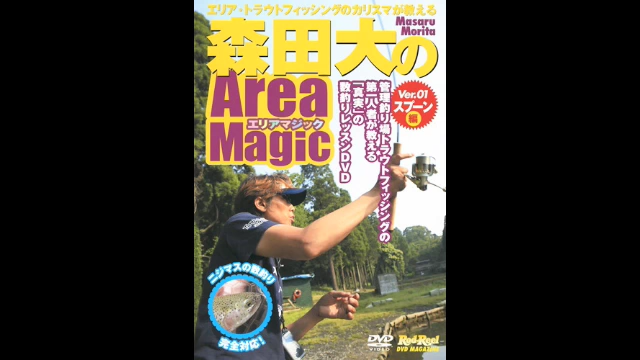 エリア・トラウトフィッシングのカリスマが教える
森田大の
Masaru
Morita
Area
エリアマジック
Magic
Ver.01
スプーン
編
管理釣り場トラウトフィッシングの
第一人者が教える
「真実」の
数釣りレッスンDVD
ニジマスの数釣り
完全対応!
DVD
VIDEO
Rod and Reel
DVD MAGAZINE